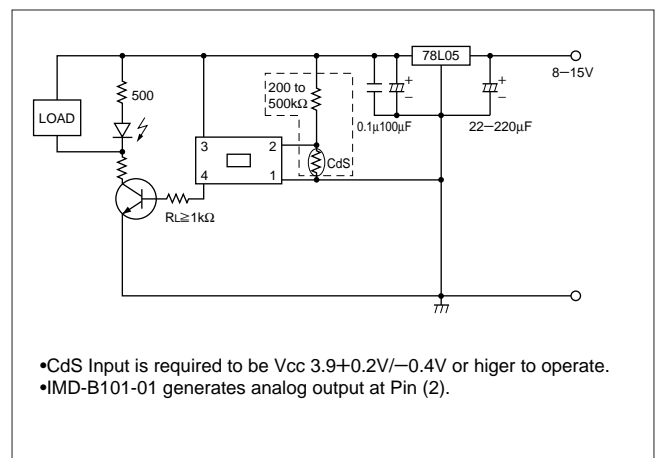 78L05
8−15V
500
LOAD
200 to
500kΩ
+
−
0.1µ100µF
+
−
22−220µF
3
2
4
1
CdS
RL≧1kΩ
•CdS Input is required to be Vcc 3.9+0.2V/−0.4V or higer to operate.
•IMD-B101-01 generates analog output at Pin (2).